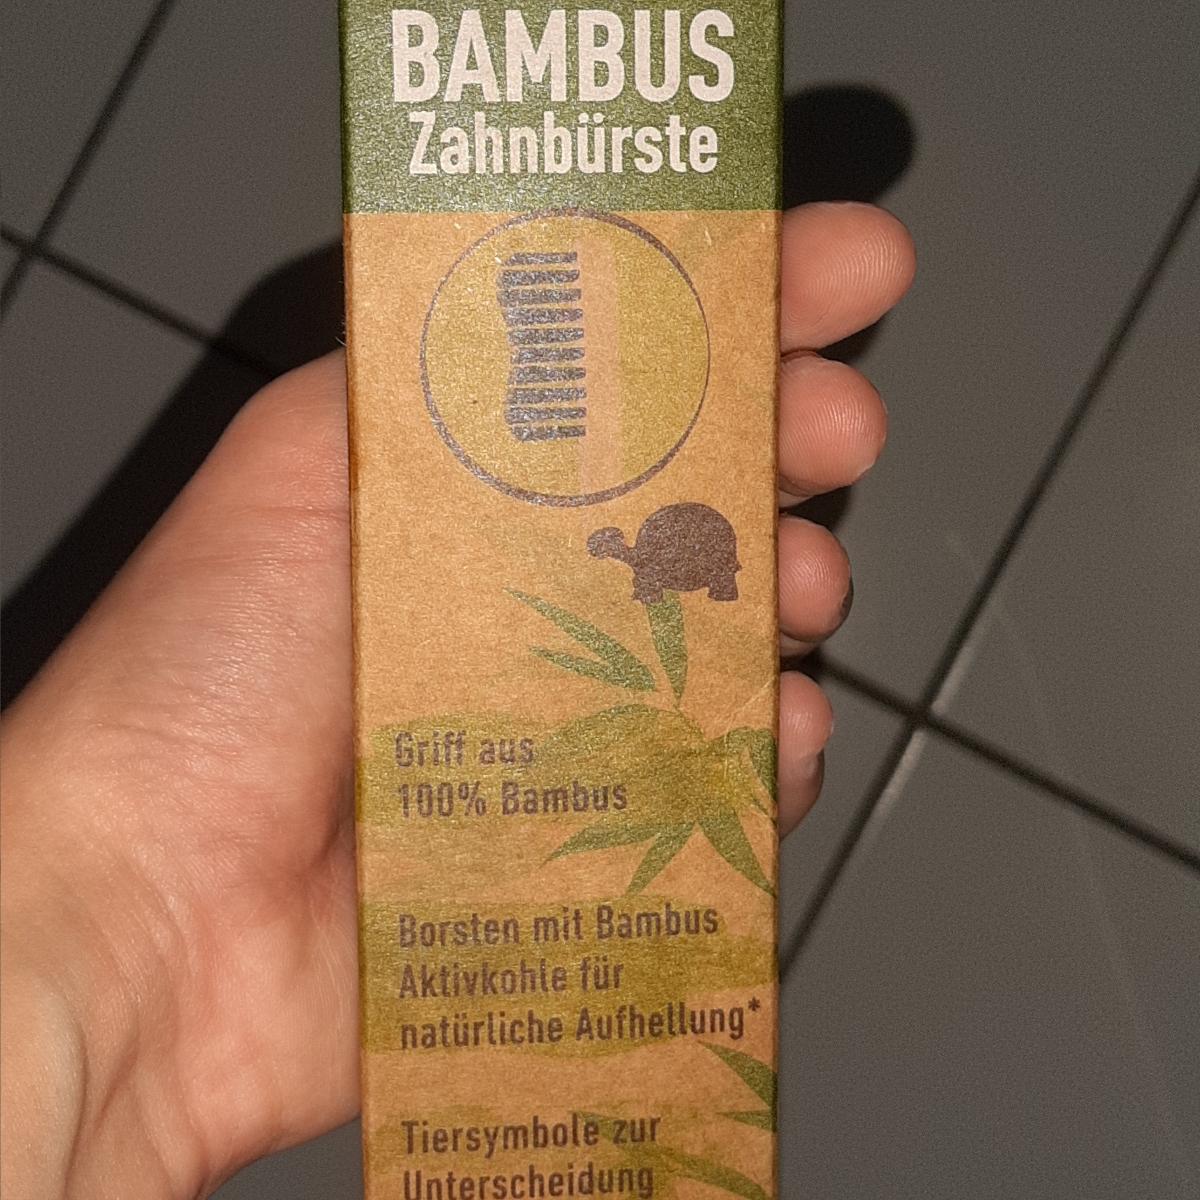 BAMBUS
Zahnbürste
Griff aus
100% Bambus
Borsten mit Bambus
Aktivkohle für
natürliche Aufhellung*
Tiersymbole zur
Unterscheidung